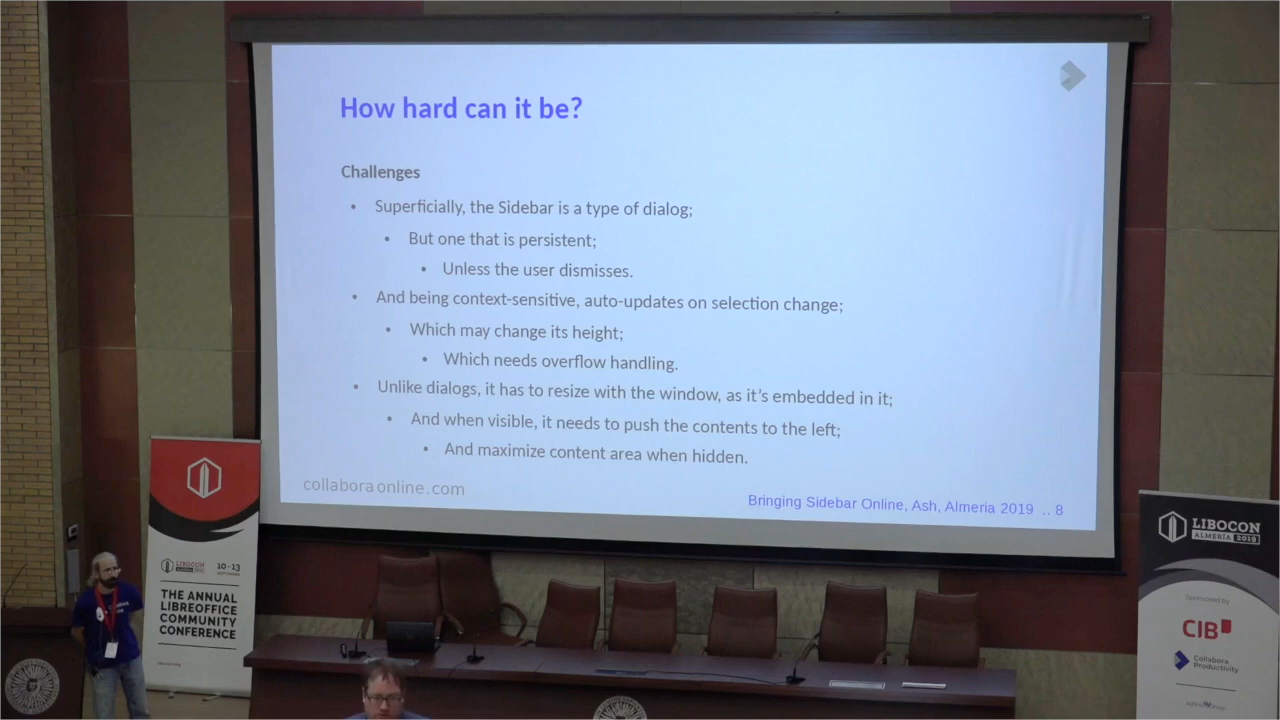 How hard can it be?
Challenges
• Superficially, the Sidebar is a type of dialog;
• But one that is persistent;
• Unless the user dismisses.
• And being context-sensitive, auto-updates on selection change;
• Which may change its height;
• Which needs overflow handling.
• Unlike dialogs, it has to resize with the window, as it's embedded in it;
• And when visible, it needs to push the contents to the left;
• And maximize content area when hidden.
collaboraonline.com
Bringing Sidebar Online, Ash, Almeria 2019 .. 8
LIBOCON
10-13
THE ANNUAL
LIBREOFFICE
COMMUNITY
CONFERENCE
LIBOCON
ALMERÍA 2019
Sponsored by
CIB
Collabora
Productivity